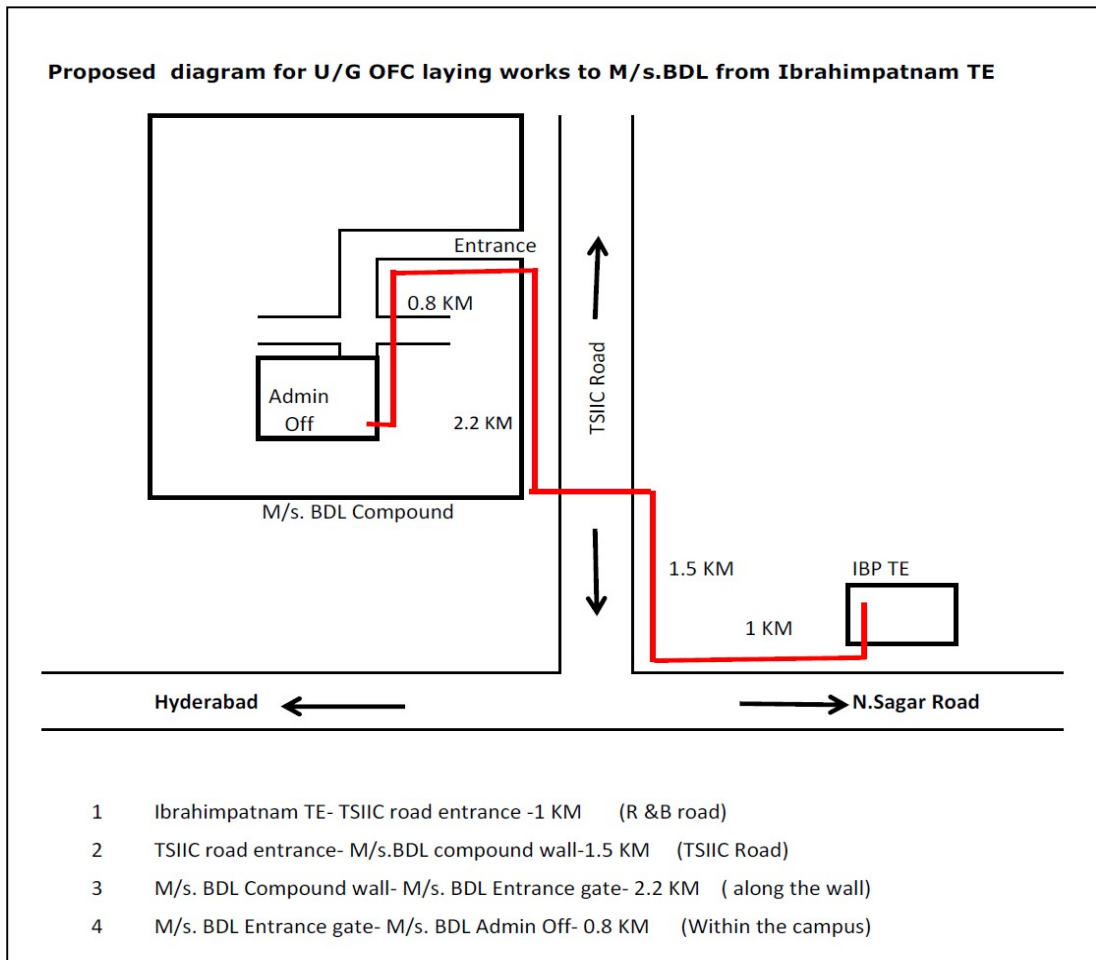 Proposed diagram for U/G OFC laying works to M/s.BDL from Ibrahimpatnam TE
Entrance
0.8 KM
TSIIC Road
Admin
Off
2.2 KM
M/s. BDL Compound
1.5 KM
IBP TE
1 KM
Hyderabad
N.Sagar Road
1 Ibrahimpatnam TE- TSIIC road entrance -1 KM (R &B road)
2 TSIIC road entrance- M/s.BDL compound wall-1.5 KM (TSIIC Road)
3 M/s. BDL Compound wall- M/s. BDL Entrance gate- 2.2 KM ( along the wall)
4 M/s. BDL Entrance gate- M/s. BDL Admin Off- 0.8 KM (Within the campus)